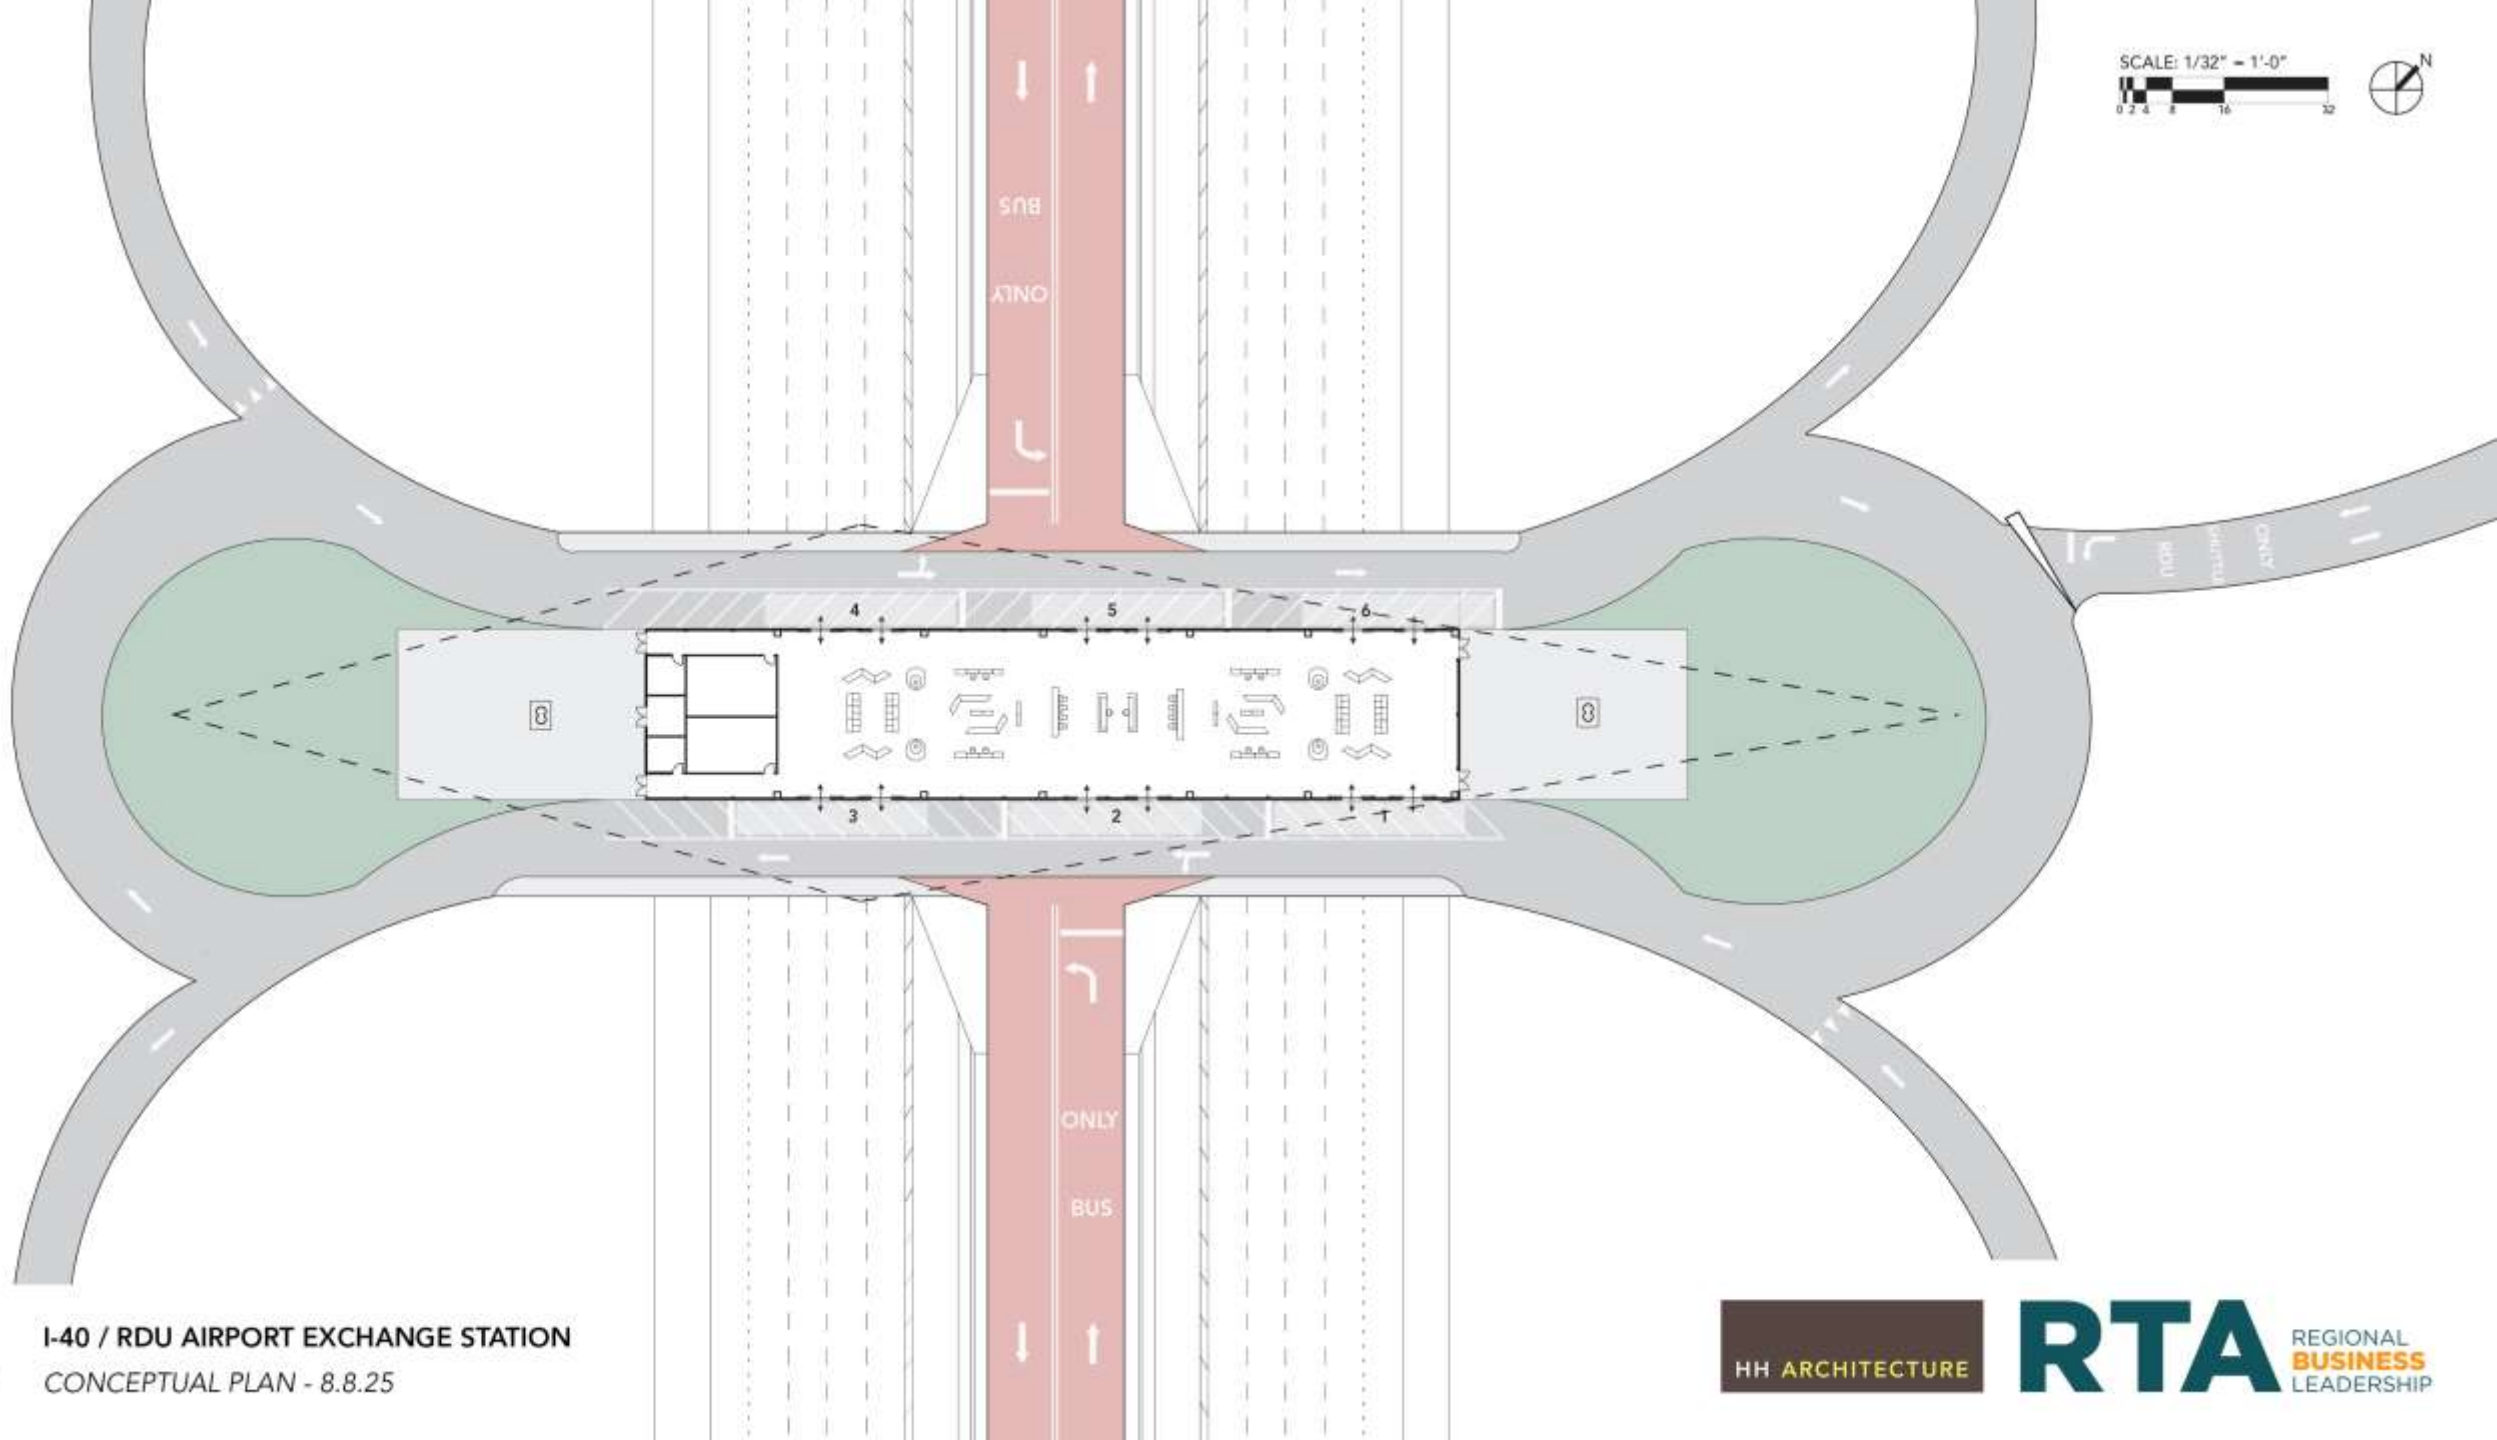 SCALE: 1/32" = 1'-0"
N
0 2 4 8 16 32
BUS
ONLY
ONLY
RDU
4 5 6
3 2 1
ONLY
BUS
I-40 / RDU AIRPORT EXCHANGE STATION
CONCEPTUAL PLAN - 8.8.25
HH ARCHITECTURE
RTA
REGIONAL
BUSINESS
LEADERSHIP